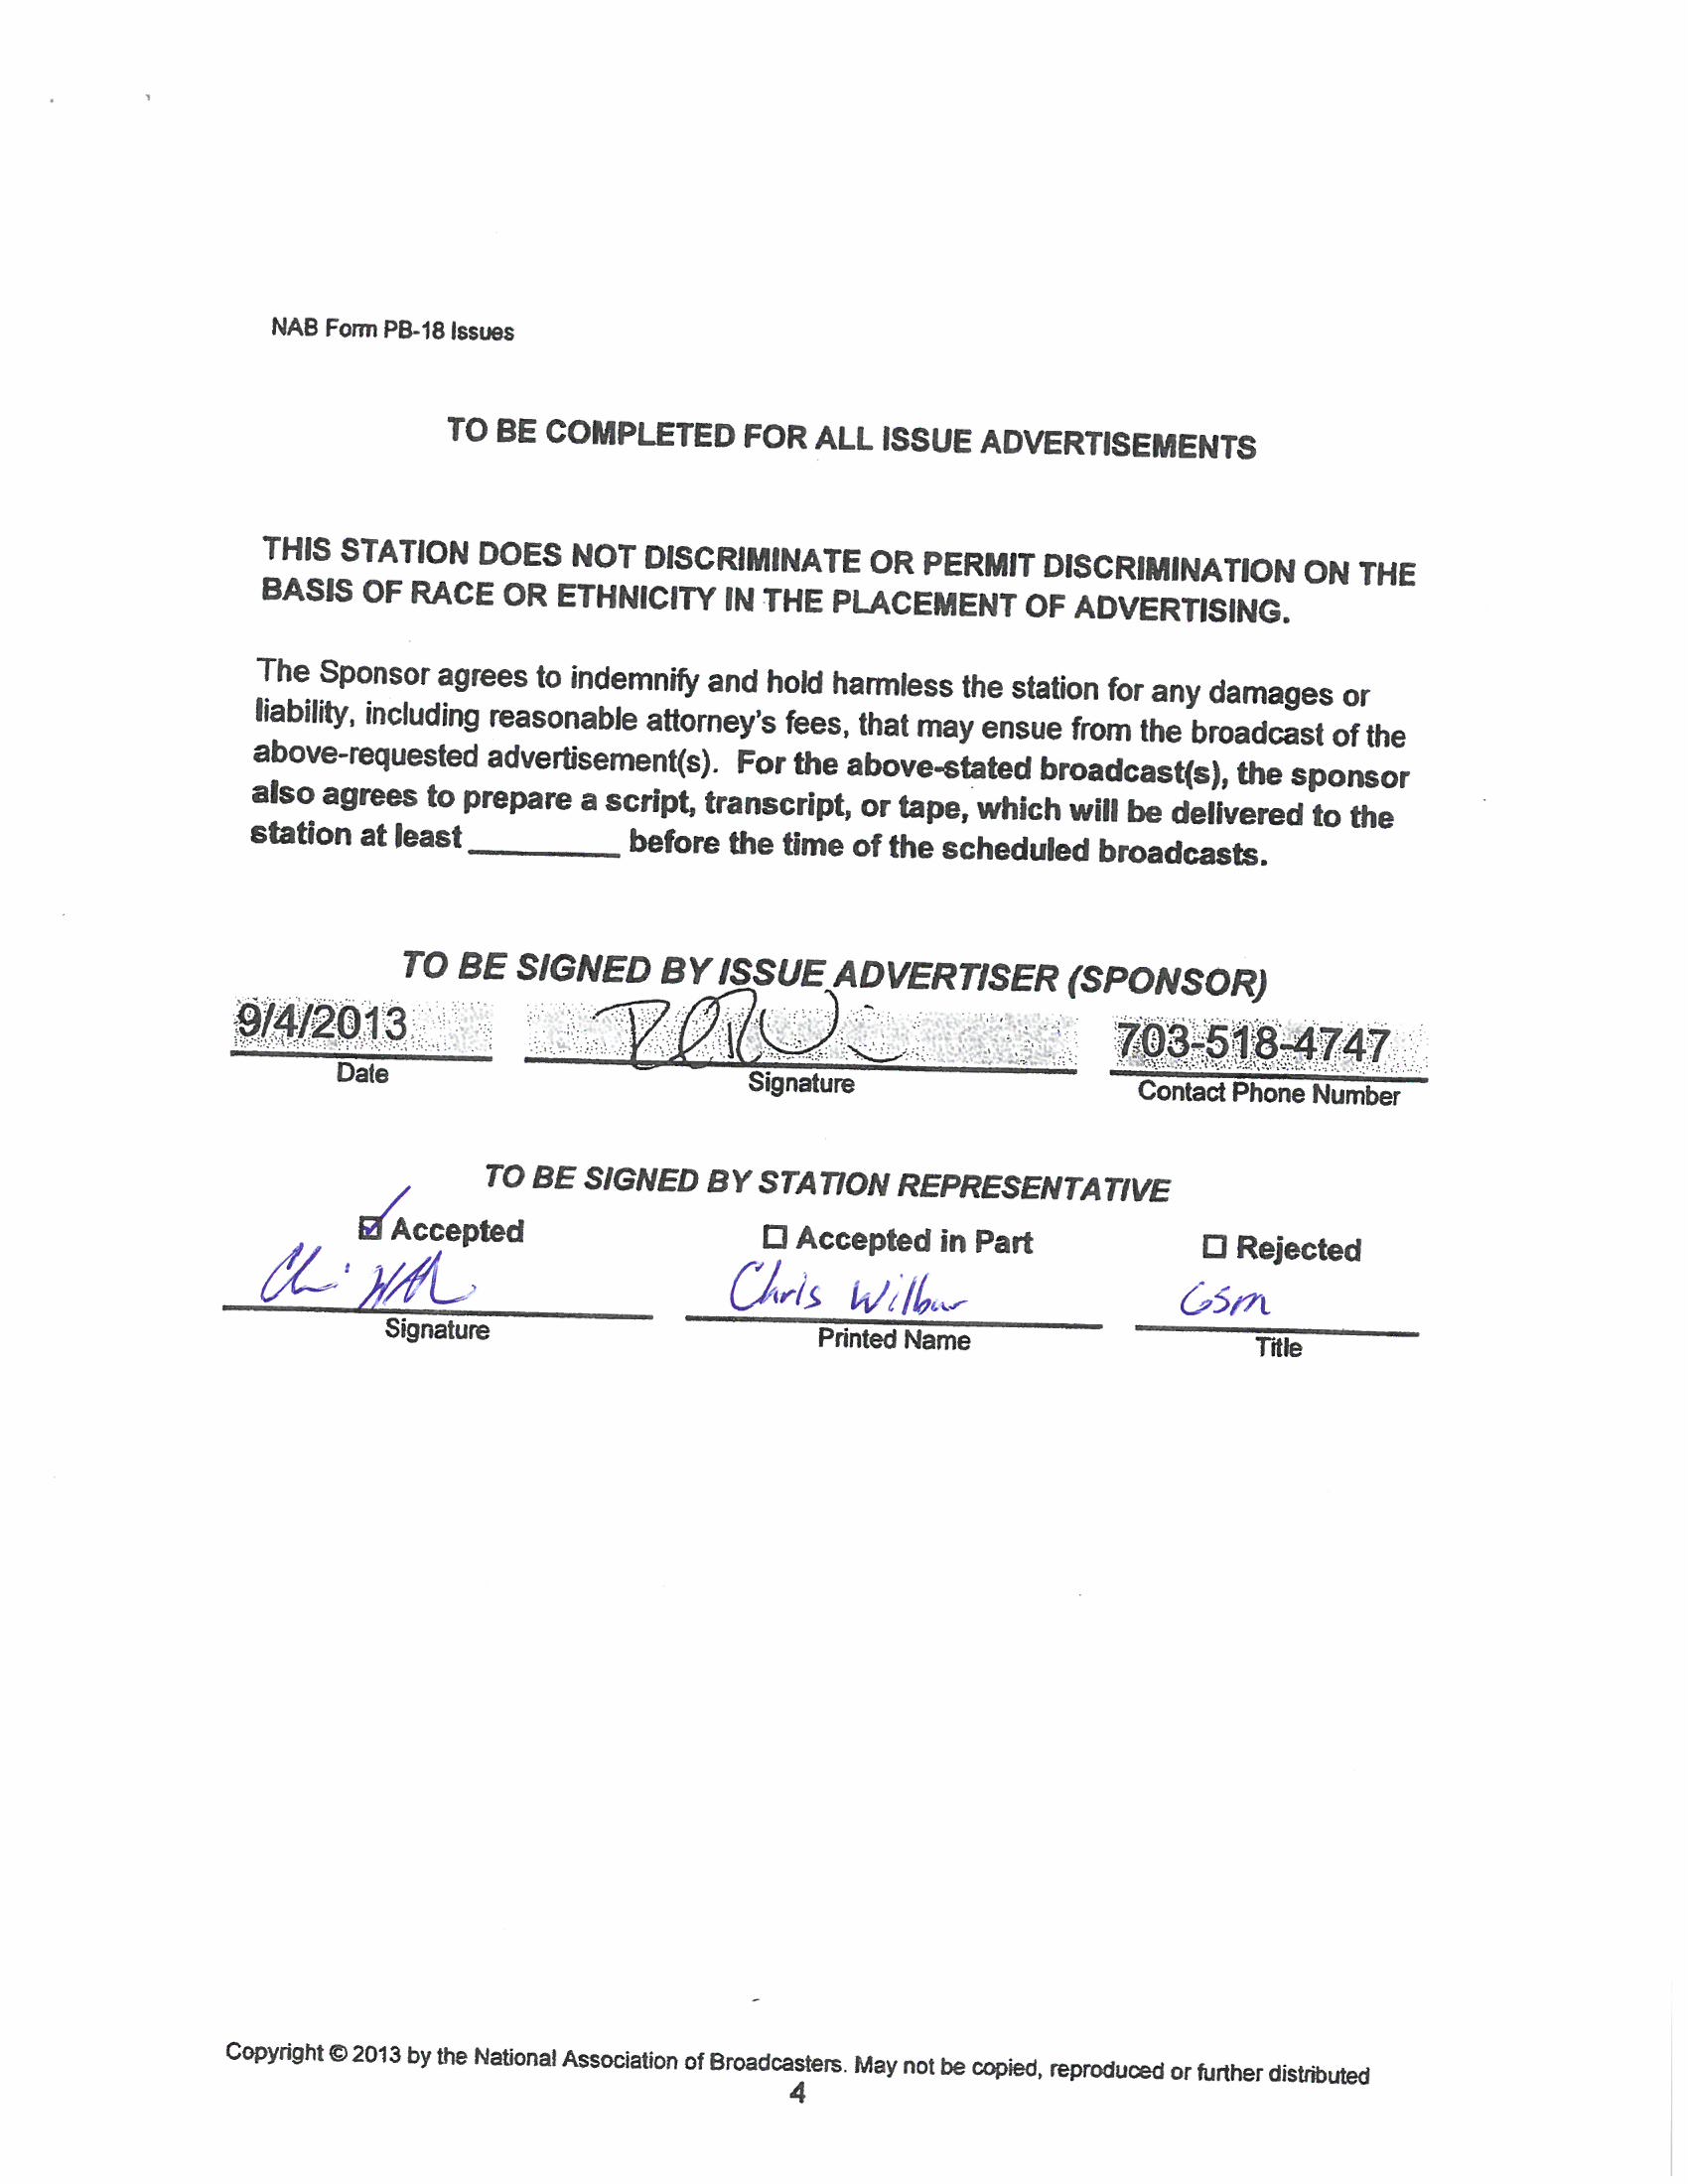 NAB Form PB-18 Issues
TO BE COMPLETED FOR ALL ISSUE ADVERTISEMENTS
THIS STATION DOES NOT DISCRIMINATE OR PERMIT DISCRIMINATION ON THE
BASIS OF RACE OR ETHNICITY IN THE PLACEMENT OF ADVERTISING.
The Sponsor agrees to indemnify and hold harmless the station for any damages or
liability, including reasonable attorney's fees, that may ensue from the broadcast of the
above-requested advertisement(s). For the above-stated broadcast(s), the sponsor
also agrees to prepare a script, transcript, or tape, which will be delivered to the
station at least ________ before the time of the scheduled broadcasts.
TO BE SIGNED BY ISSUE ADVERTISER (SPONSOR)
9/4/2013 703-518-4747
Date Signature Contact Phone Number
TO BE SIGNED BY STATION REPRESENTATIVE
☑ Accepted ☐ Accepted in Part ☐ Rejected
Chris Wilbur GSM
Signature Printed Name Title
Copyright © 2013 by the National Association of Broadcasters. May not be copied, reproduced or further distributed
4